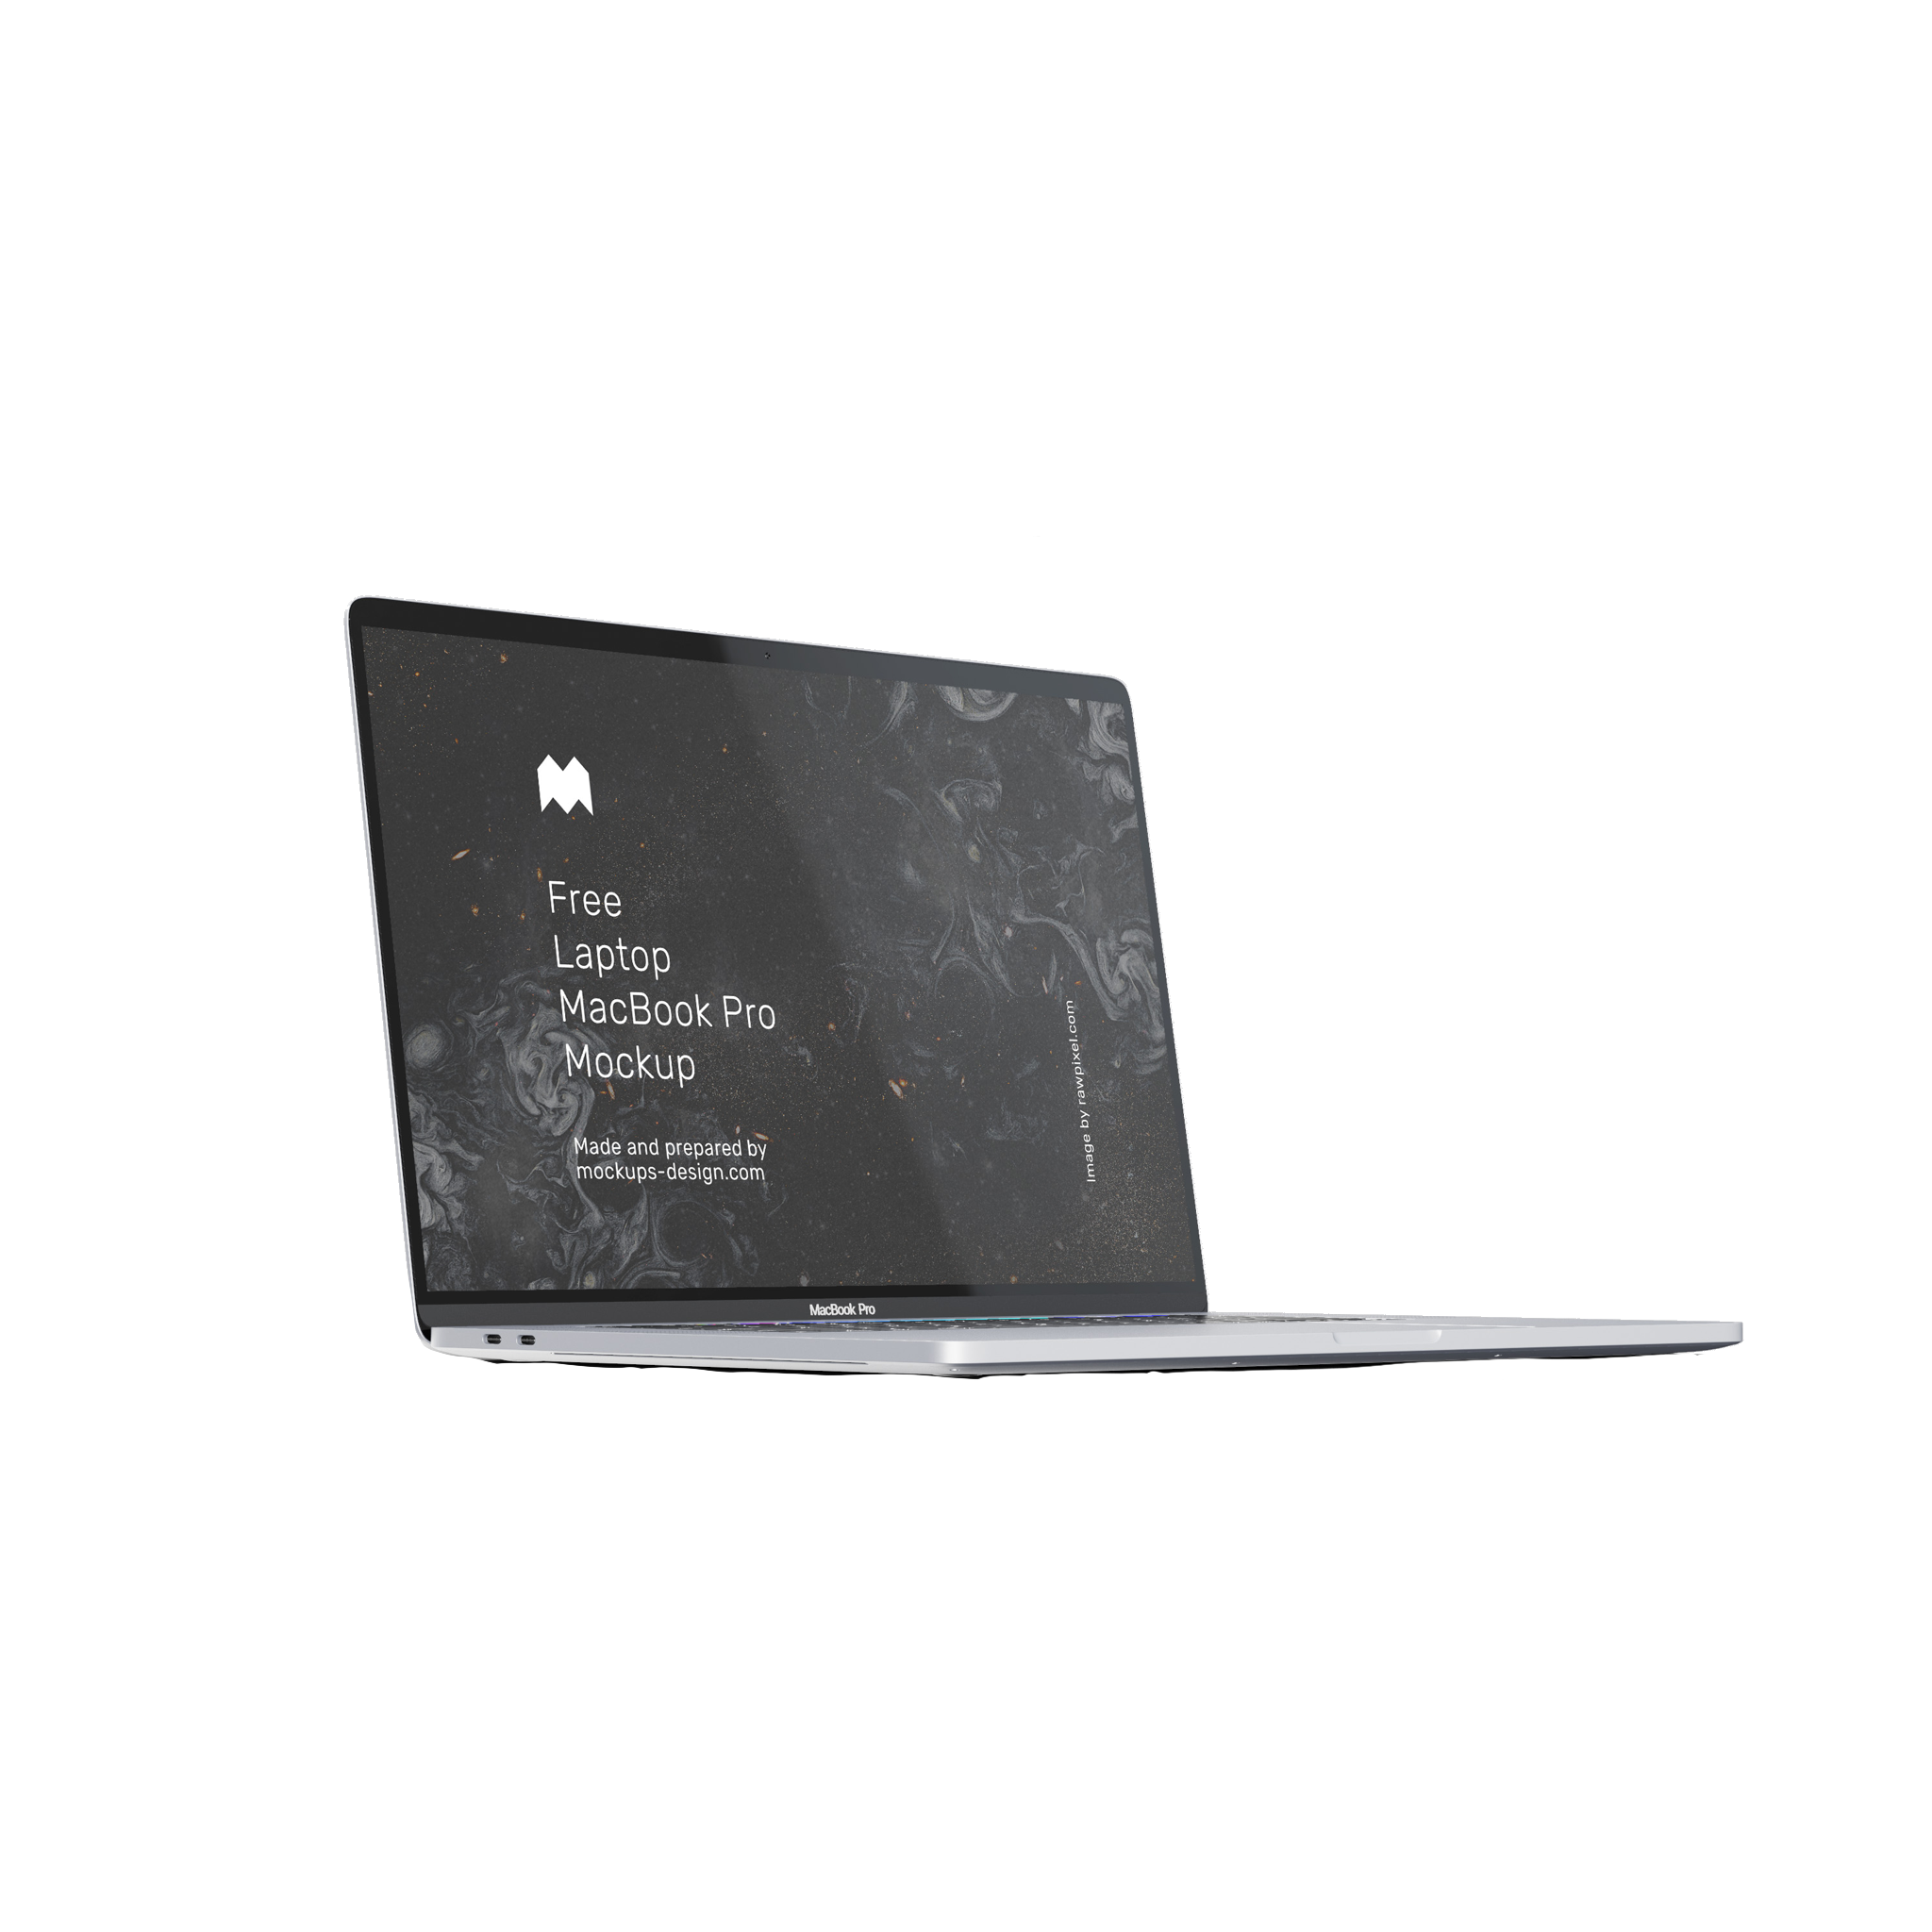 Free
Laptop
MacBook Pro
Mockup
Made and prepared by
mockups-design.com
Image by rawpixel.com
MacBook Pro